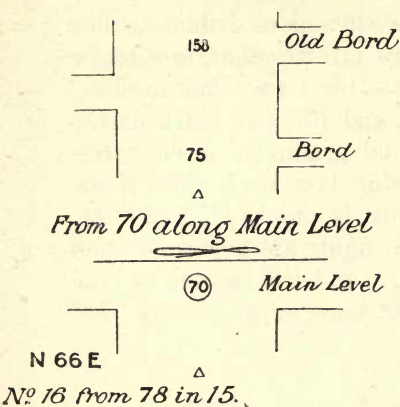 158 Old Bord
75 Bord
△
From 70 along Main Level
70 Main Level
N 66 E
△
Nº 16 from 78 in 15.